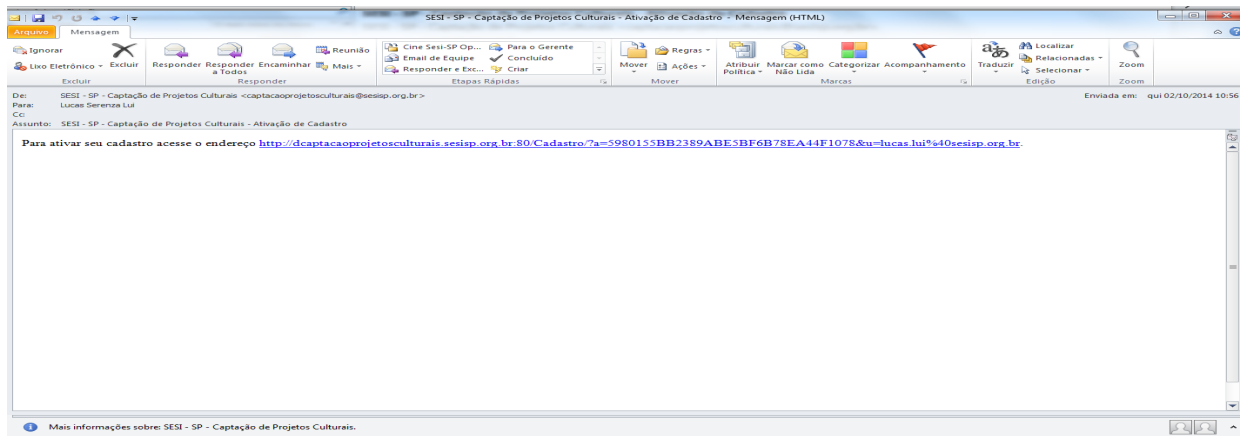 SESI - SP - Captação de Projetos Culturais - Ativação de Cadastro - Mensagem (HTML)
Arquivo Mensagem
Ignorar
Lixo Eletrônico
Excluir
Responder
Responder a Todos
Encaminhar
Reunião
Mais
Cine Sesi-SP Op...
Email de Equipe
Responder e Exc...
Para o Gerente
Concluído
Criar
Mover
Regras
Ações
Atribuir Política
Marcar como Não Lida
Categorizar
Acompanhamento
Traduzir
Localizar
Relacionadas
Selecionar
Zoom
Excluir Responder Etapas Rápidas Mover Marcas Edição Zoom
De: SESI - SP - Captação de Projetos Culturais <captacaoprojetosculturais@sesisp.org.br> Enviada em: qui 02/10/2014 10:56
Para: Lucas Serenza Lui
Cc:
Assunto: SESI - SP - Captação de Projetos Culturais - Ativação de Cadastro
Para ativar seu cadastro acesse o endereço http://dcaptacaoprojetosculturais.sesisp.org.br:80/Cadastro/?a=5980155BB2389ABE5BF6B78EA44F1078&u=lucas.lui%40sesisp.org.br.
Mais informações sobre: SESI - SP - Captação de Projetos Culturais.